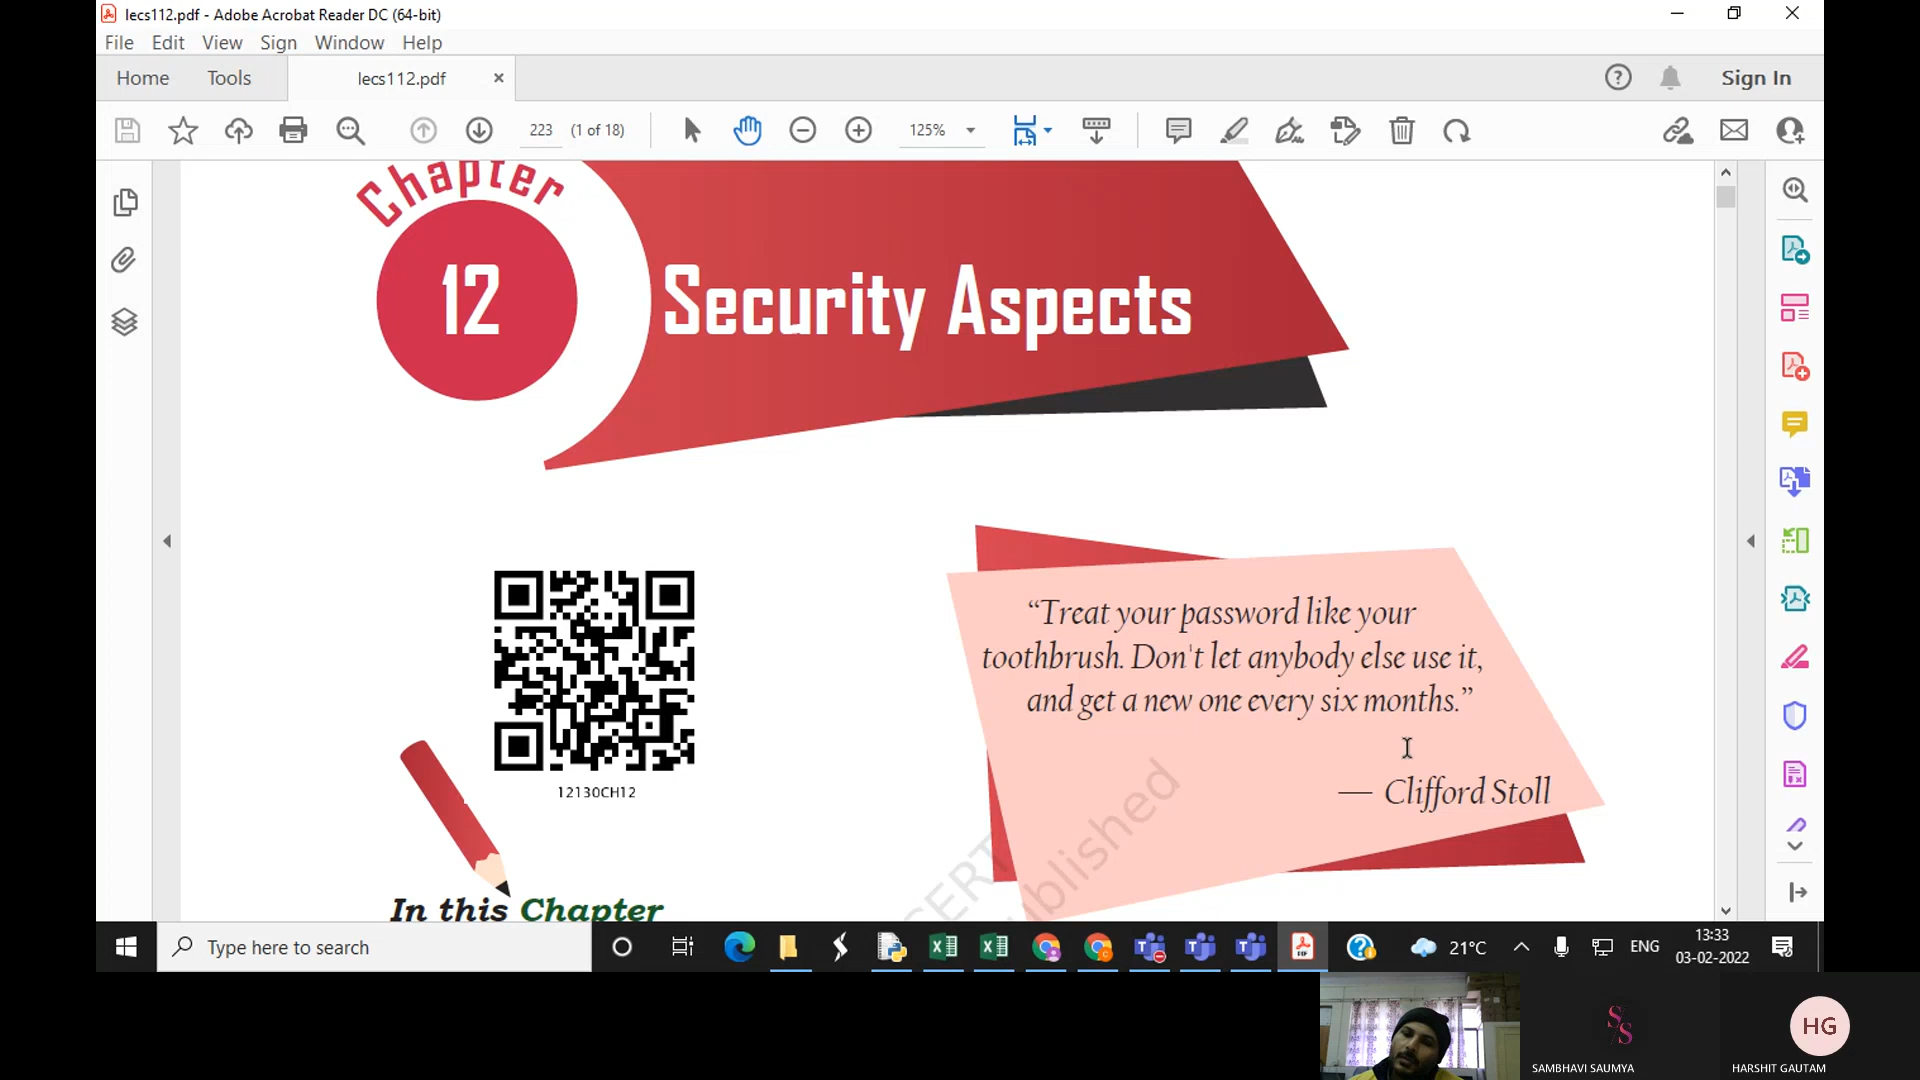 lecs112.pdf - Adobe Acrobat Reader DC (64-bit)
File Edit View Sign Window Help
Home Tools lecs112.pdf Sign In
223 (1 of 18) 125%
Chapter
12
Security Aspects
“Treat your password like your
toothbrush. Don't let anybody else use it,
and get a new one every six months.”
— Clifford Stoll
12130CH12
In this Chapter
Type here to search
21°C
ENG
13:33
03-02-2022
SS
SAMBHAVI SAUMYA
HG
HARSHIT GAUTAM